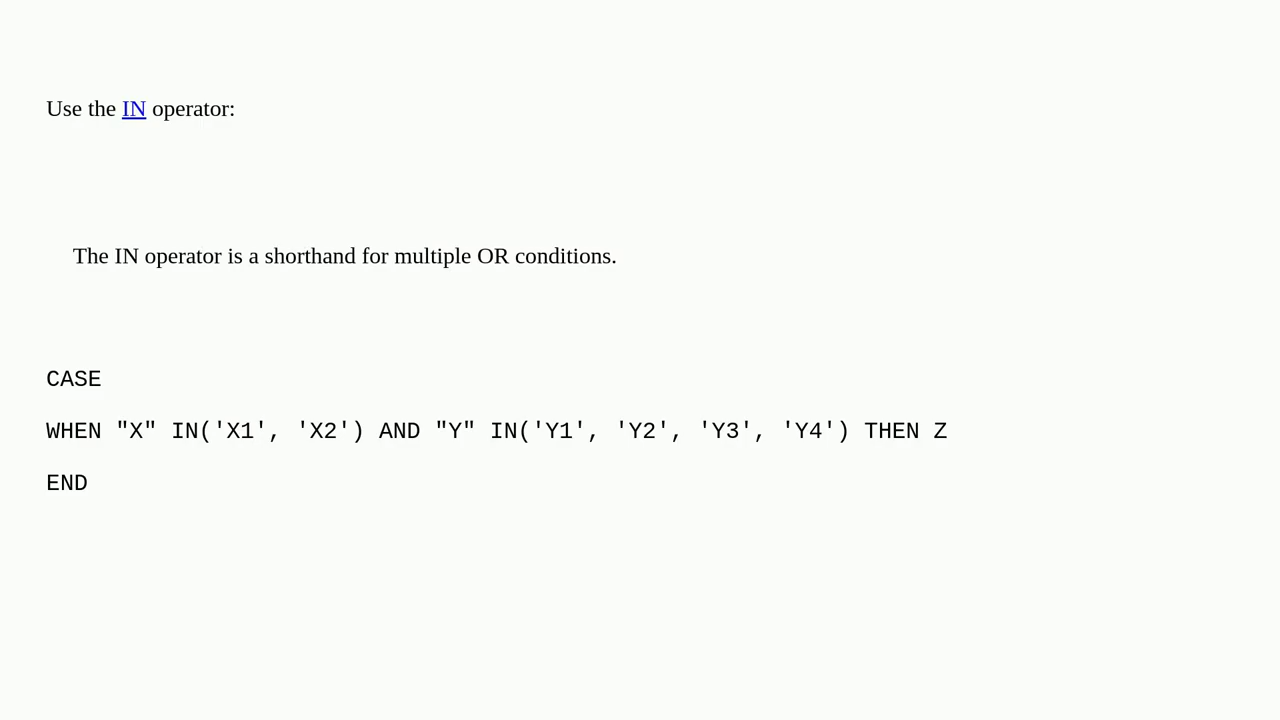 Use the IN operator:
The IN operator is a shorthand for multiple OR conditions.
CASE
WHEN "X" IN('X1', 'X2') AND "Y" IN('Y1', 'Y2', 'Y3', 'Y4') THEN Z
END